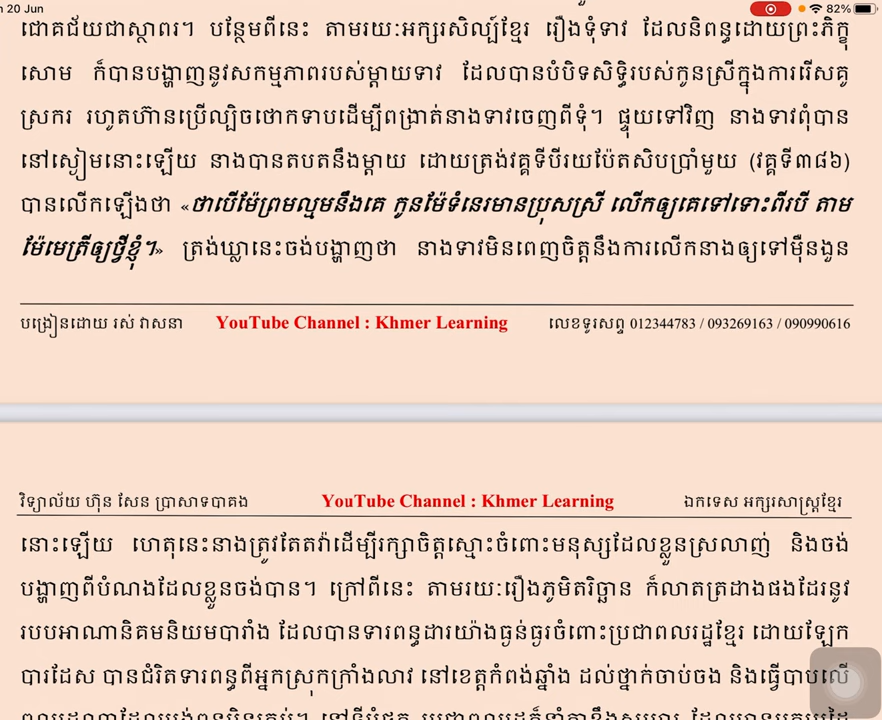 n 20 Jun 82%
ជោគជ័យជាស្ថាពរ។ បន្ថែមពីនេះ តាមរយៈអក្សរសិល្ប៍ខ្មែរ រឿងទុំទាវ ដែលនិពន្ធដោយព្រះភិក្ខុ
សោម ក៏បានបង្ហាញនូវសកម្មភាពរបស់ម្តាយទាវ ដែលបានបំបិទសិទ្ធិរបស់កូនស្រីក្នុងការរើសគូ
ស្រករ រហូតហ៊ានប្រើល្បិចថោកទាបដើម្បីពង្រាត់នាងទាវចេញពីទុំ។ ផ្ទុយទៅវិញ នាងទាវពុំបាន
នៅស្ងៀមនោះឡើយ នាងបានតបតនឹងម្តាយ ដោយត្រង់វគ្គទីបីរយប៉ែតសិបប្រាំមួយ (វគ្គទី៣៨៦)
បានលើកឡើងថា «ថាបើម៉ែព្រមល្មមនឹងគេ កូនម៉ែទំនេរមានប្រុសស្រី លើកឲ្យគេទៅទោះពីរបី តាម
ម៉ែមេត្រីឲ្យថ្វីខ្ញុំ។» ត្រង់ឃ្លានេះចង់បង្ហាញថា នាងទាវមិនពេញចិត្តនឹងការលើកនាងឲ្យទៅម៉ឺនងួន
បង្រៀនដោយ រស់ វាសនា YouTube Channel : Khmer Learning លេខទូរសព្ទ 012344783 / 093269163 / 090990616
វិទ្យាល័យ ហ៊ុន សែន ប្រាសាទបាគង YouTube Channel : Khmer Learning ឯកទេស អក្សរសាស្ត្រខ្មែរ
នោះឡើយ ហេតុនេះនាងត្រូវតែតវ៉ាដើម្បីរក្សាចិត្តស្មោះចំពោះមនុស្សដែលខ្លួនស្រលាញ់ និងចង់
បង្ហាញពីបំណងដែលខ្លួនចង់បាន។ ក្រៅពីនេះ តាមរយៈរឿងភូមិតិរច្ឆាន ក៏លាតត្រដាងផងដែរនូវ
របបអាណានិគមនិយមបារាំង ដែលបានទារពន្ធដារយ៉ាងធ្ងន់ធ្ងរចំពោះប្រជាពលរដ្ឋខ្មែរ ដោយឡែក
បារដែស បានជំរិតទារពន្ធពីអ្នកស្រុកក្រាំងលាវ នៅខេត្តកំពង់ឆ្នាំង ដល់ថ្នាក់ចាប់ចង និងធ្វើបាបលើ